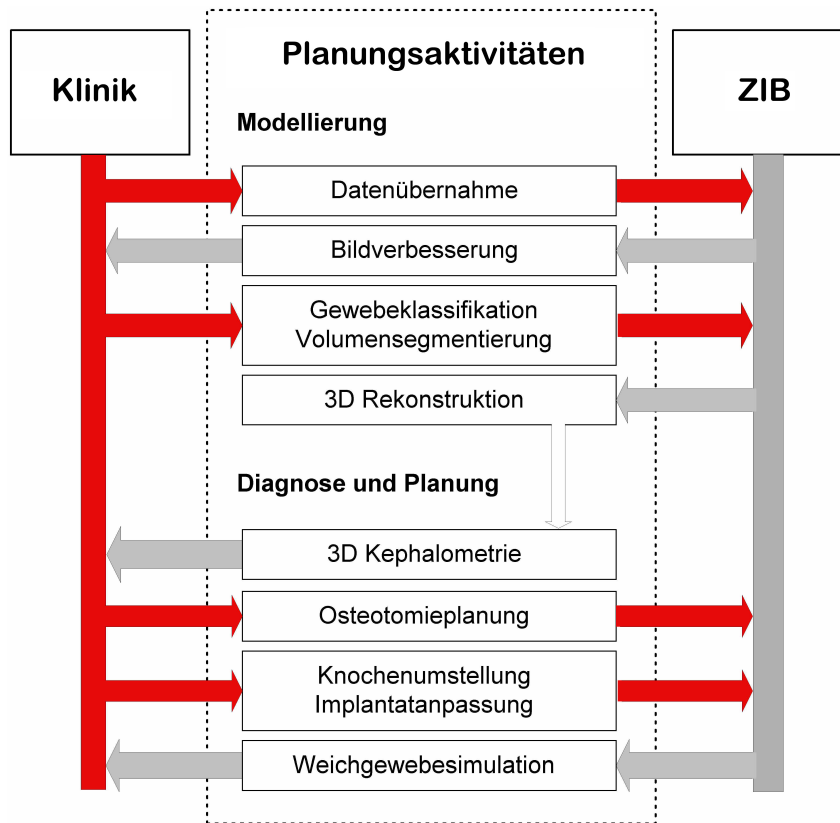 Klinik
Planungsaktivitäten
ZIB
Modellierung
Datenübernahme
Bildverbesserung
Gewebeklassifikation
Volumensegmentierung
3D Rekonstruktion
Diagnose und Planung
3D Kephalometrie
Osteotomieplanung
Knochenumstellung
Implantatanpassung
Weichgewebesimulation